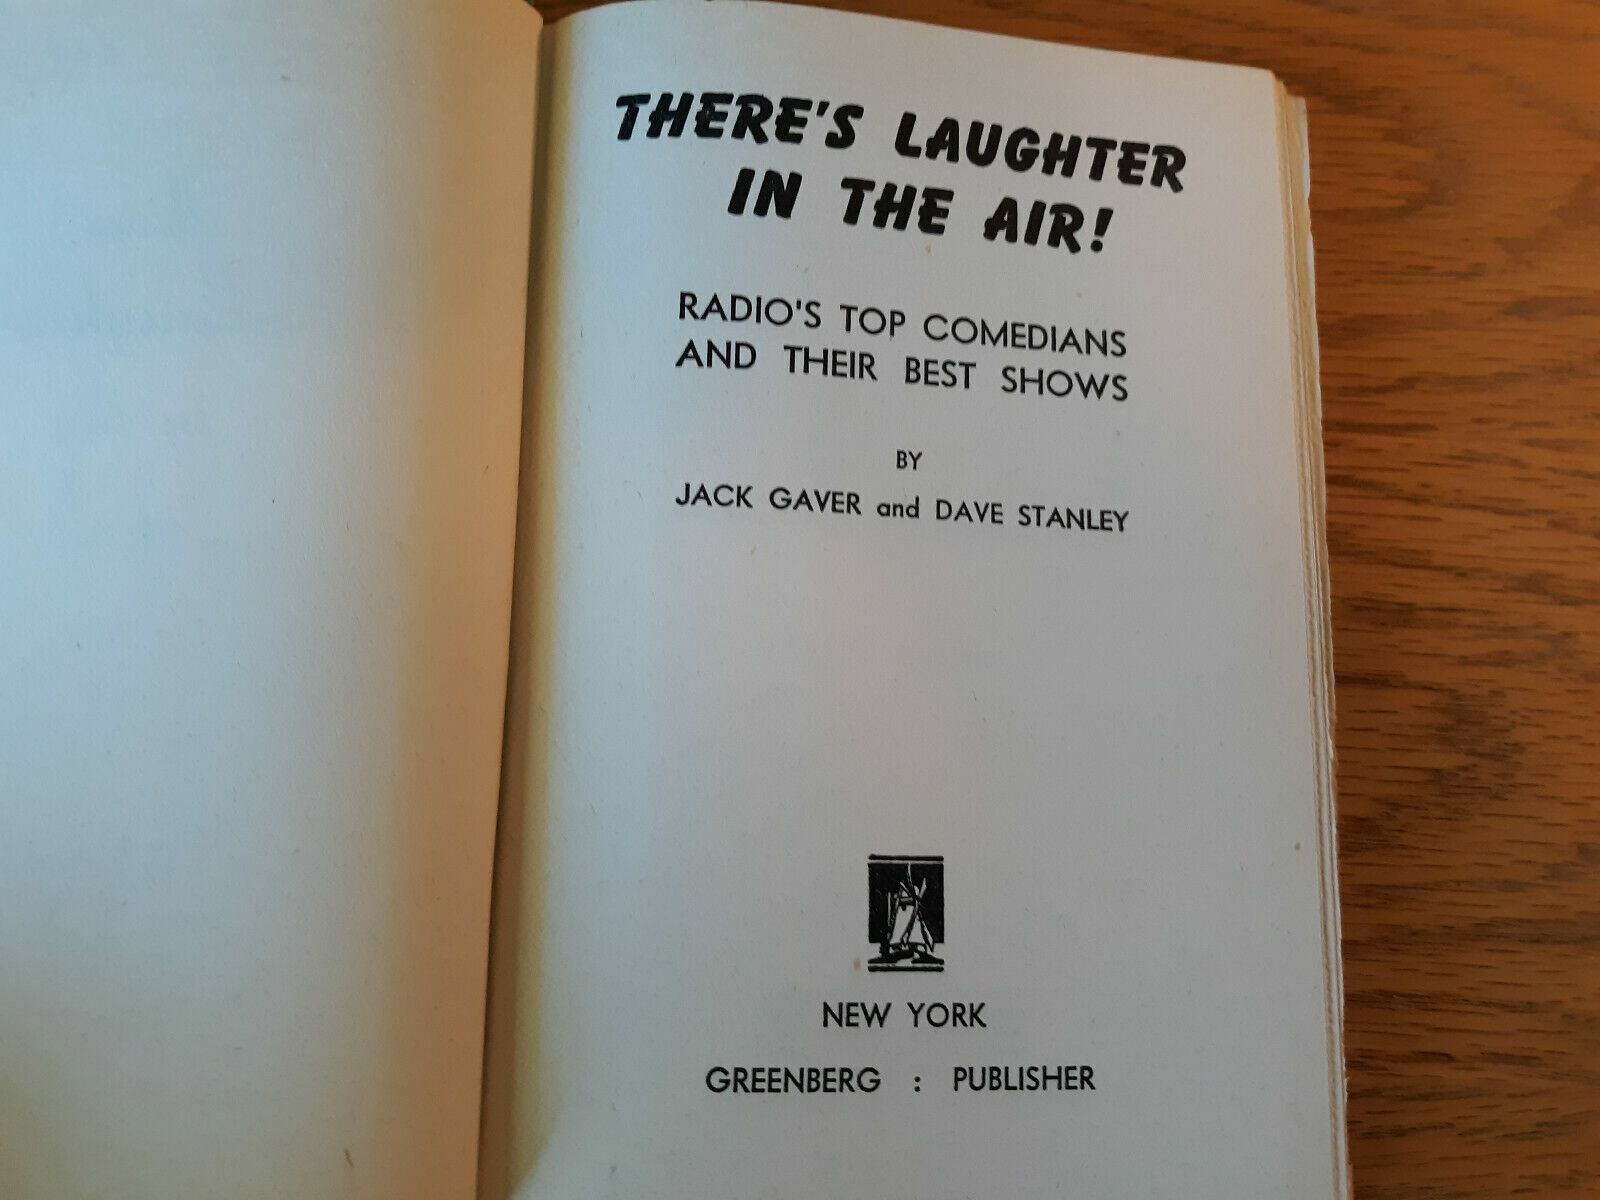 THERE'S LAUGHTER
IN THE AIR!
RADIO'S TOP COMEDIANS
AND THEIR BEST SHOWS
BY
JACK GAVER and DAVE STANLEY
NEW YORK
GREENBERG : PUBLISHER